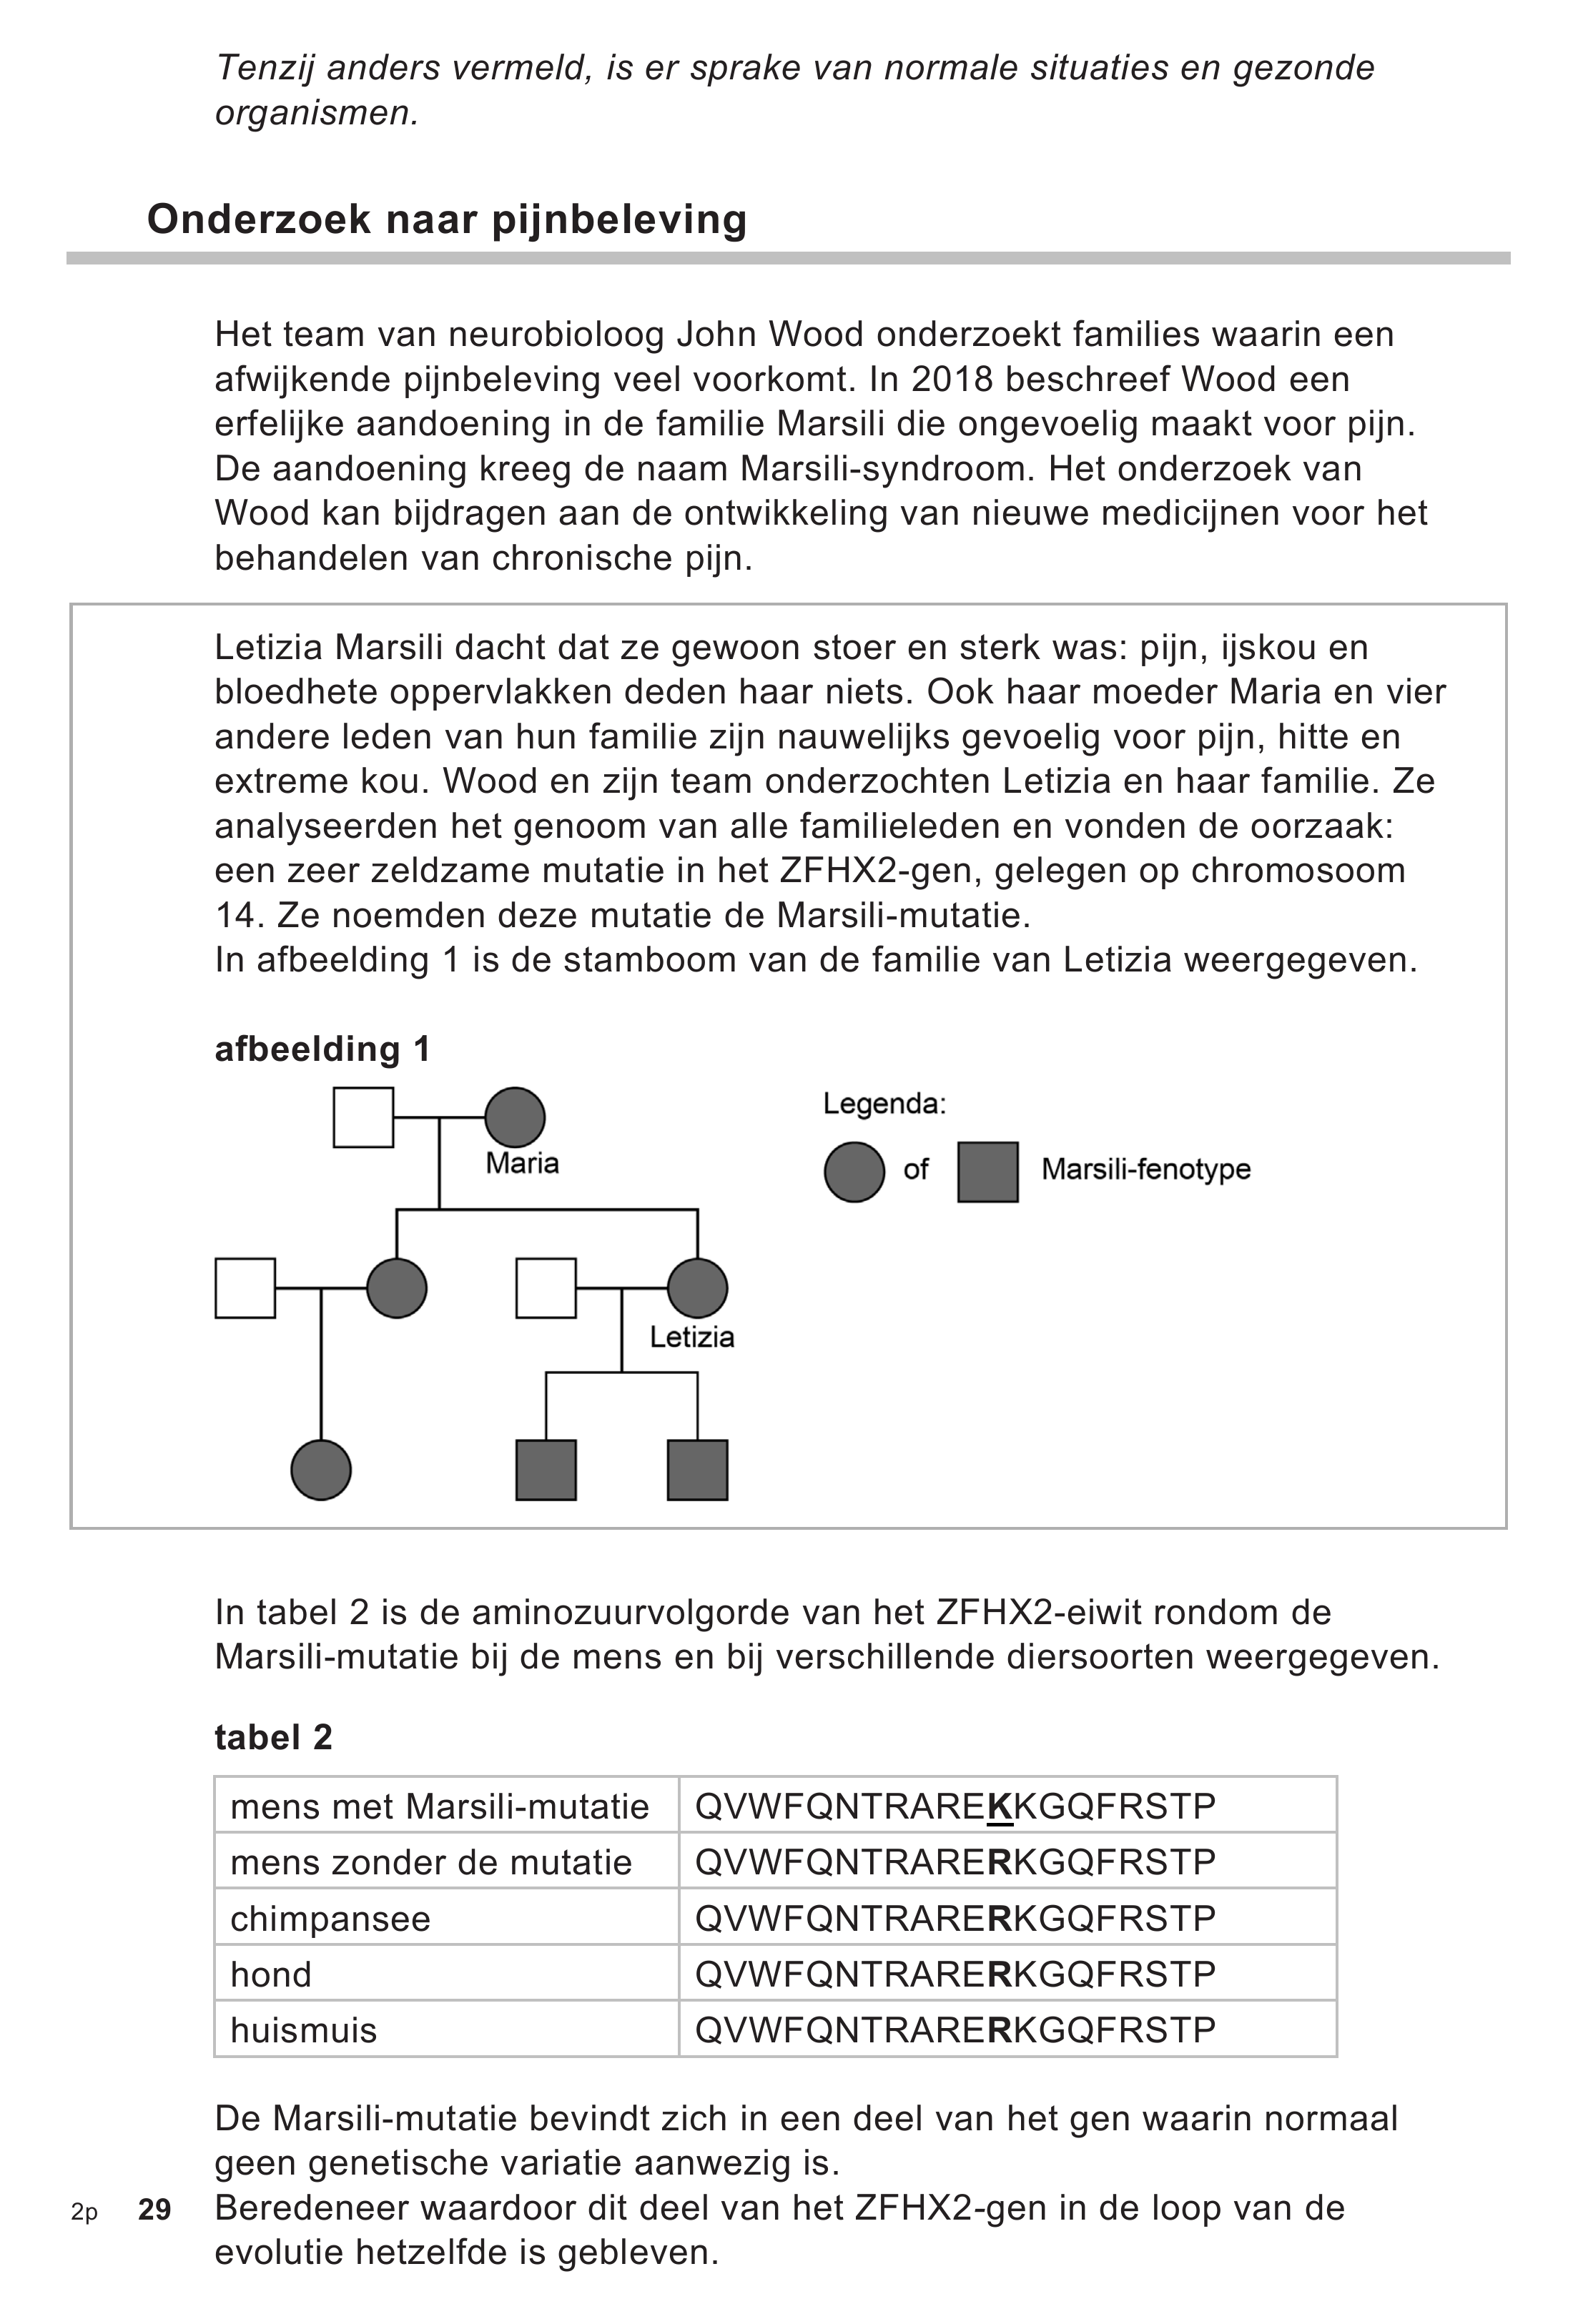 Tenzij anders vermeld, is er sprake van normale situaties en gezonde
organismen.
Onderzoek naar pijnbeleving
Het team van neurobioloog John Wood onderzoekt families waarin een
afwijkende pijnbeleving veel voorkomt. In 2018 beschreef Wood een
erfelijke aandoening in de familie Marsili die ongevoelig maakt voor pijn.
De aandoening kreeg de naam Marsili-syndroom. Het onderzoek van
Wood kan bijdragen aan de ontwikkeling van nieuwe medicijnen voor het
behandelen van chronische pijn.
Letizia Marsili dacht dat ze gewoon stoer en sterk was: pijn, ijskou en
bloedhete oppervlakken deden haar niets. Ook haar moeder Maria en vier
andere leden van hun familie zijn nauwelijks gevoelig voor pijn, hitte en
extreme kou. Wood en zijn team onderzochten Letizia en haar familie. Ze
analyseerden het genoom van alle familieleden en vonden de oorzaak:
een zeer zeldzame mutatie in het ZFHX2-gen, gelegen op chromosoom
14. Ze noemden deze mutatie de Marsili-mutatie.
In afbeelding 1 is de stamboom van de familie van Letizia weergegeven.
afbeelding 1
Legenda:
Maria
of Marsili-fenotype
Letizia
In tabel 2 is de aminozuurvolgorde van het ZFHX2-eiwit rondom de
Marsili-mutatie bij de mens en bij verschillende diersoorten weergegeven.
tabel 2
mens met Marsili-mutatie QVWFQNTRAREKKGQFRSTP
mens zonder de mutatie QVWFQNTRARERKGQFRSTP
chimpansee QVWFQNTRARERKGQFRSTP
hond QVWFQNTRARERKGQFRSTP
huismuis QVWFQNTRARERKGQFRSTP
De Marsili-mutatie bevindt zich in een deel van het gen waarin normaal
geen genetische variatie aanwezig is.
2p 29 Beredeneer waardoor dit deel van het ZFHX2-gen in de loop van de
evolutie hetzelfde is gebleven.